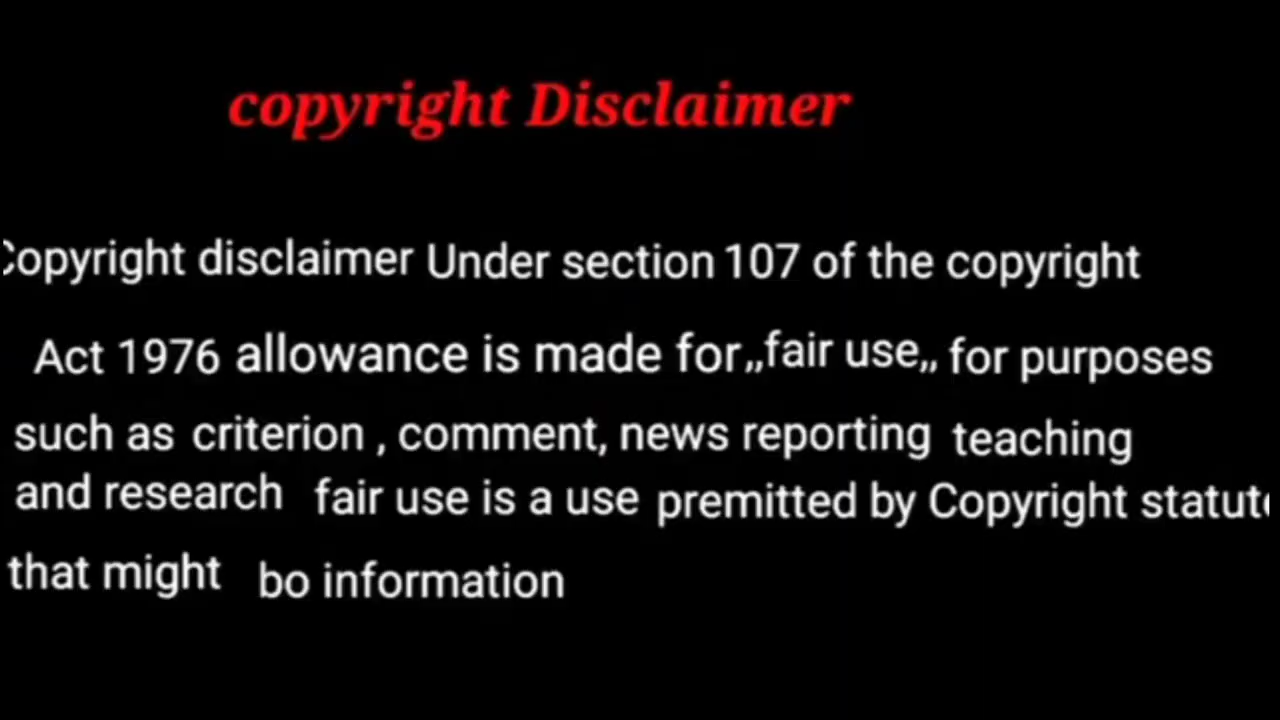 copyright Disclaimer
Copyright disclaimer Under section 107 of the copyright
Act 1976 allowance is made for,,fair use,, for purposes
such as criterion , comment, news reporting teaching
and research fair use is a use premitted by Copyright statute
that might bo information